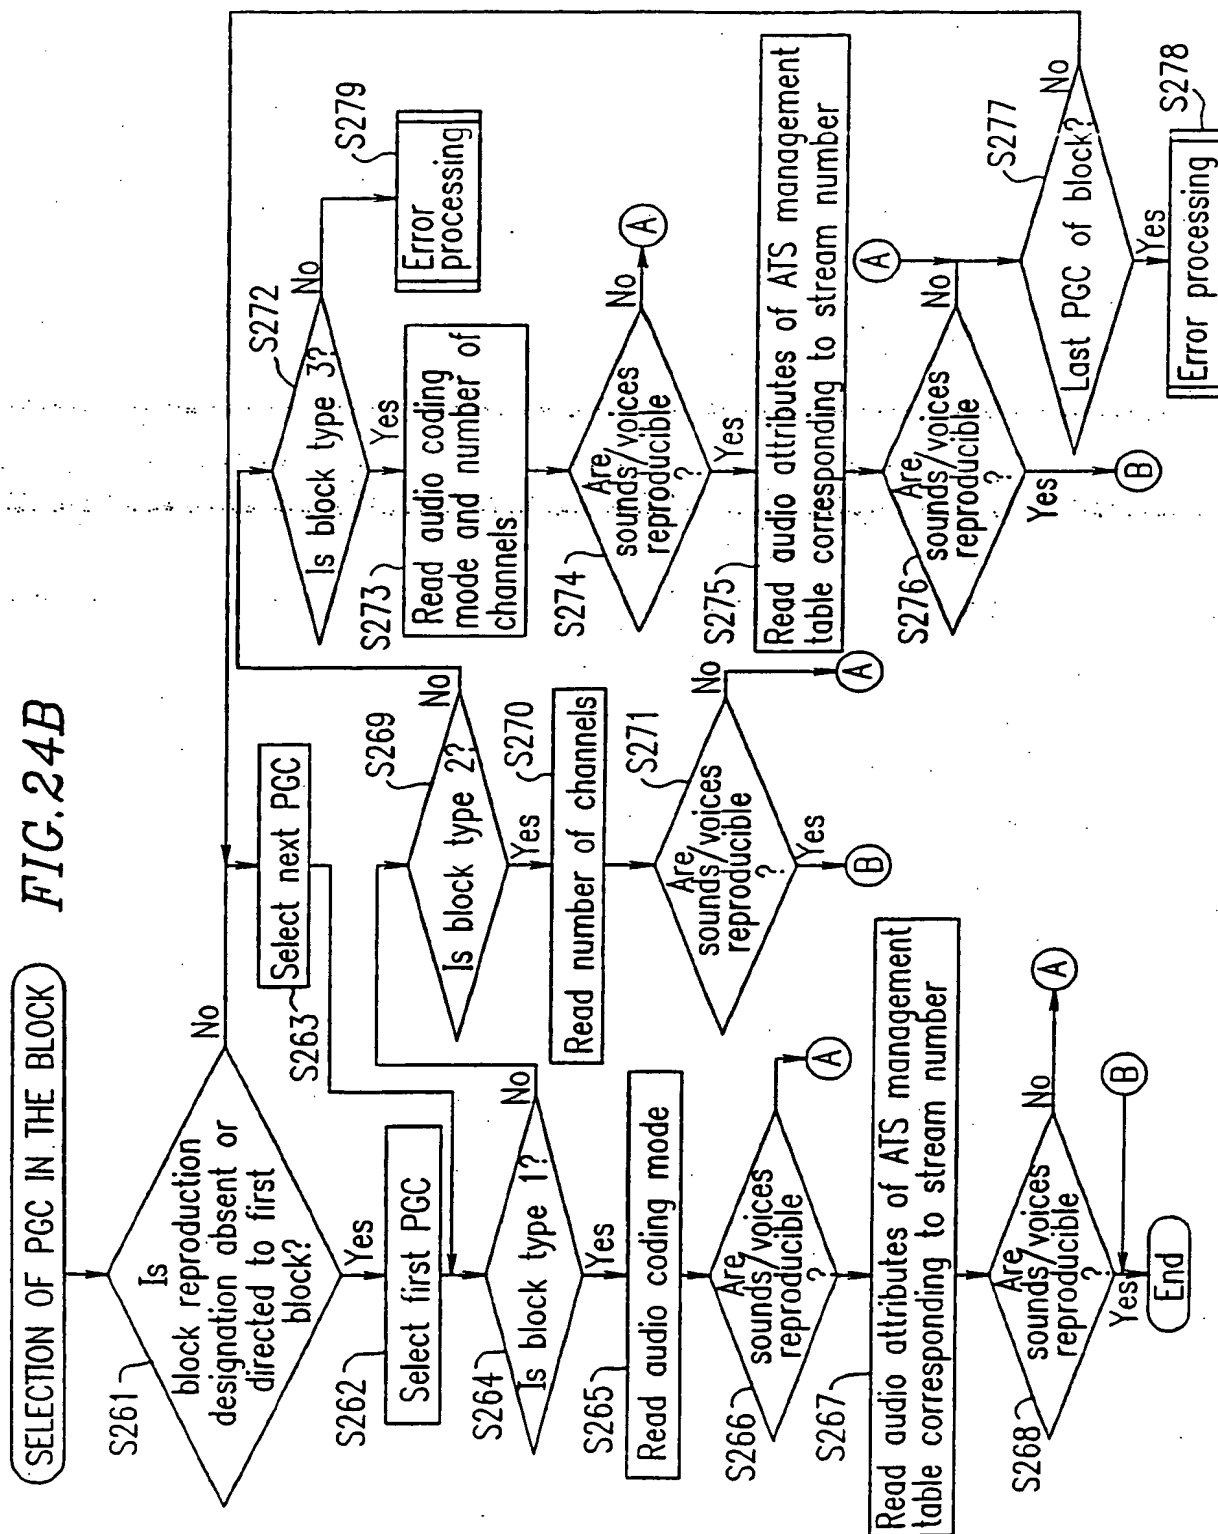 FIG.24B
SELECTION OF PGC IN THE BLOCK
S261
Is
block reproduction
designation absent or
directed to first
block?
No
Yes
S262
Select first PGC
S263
Select next PGC
S264
Is block type 1?
No
Yes
S265
Read audio coding mode
S266
Are
sounds/voices
reproducible
?
A
S267
Read audio attributes of ATS management
table corresponding to stream number
S268
Are
sounds/voices
reproducible
?
No
A
Yes
B
End
S269
Is block type 2?
No
Yes
S270
Read number of channels
S271
Are
sounds/voices
reproducible
?
No
A
Yes
B
S272
Is block type 3?
No
S279
Error
processing
Yes
S273
Read audio coding
mode and number of
channels
S274
Are
sounds/voices
reproducible
?
No
A
Yes
S275
Read audio attributes of ATS management
table corresponding to stream number
S276
Are
sounds/voices
reproducible
?
No
Yes
B
A
S277
Last PGC of block?
No
Yes
S278
Error processing